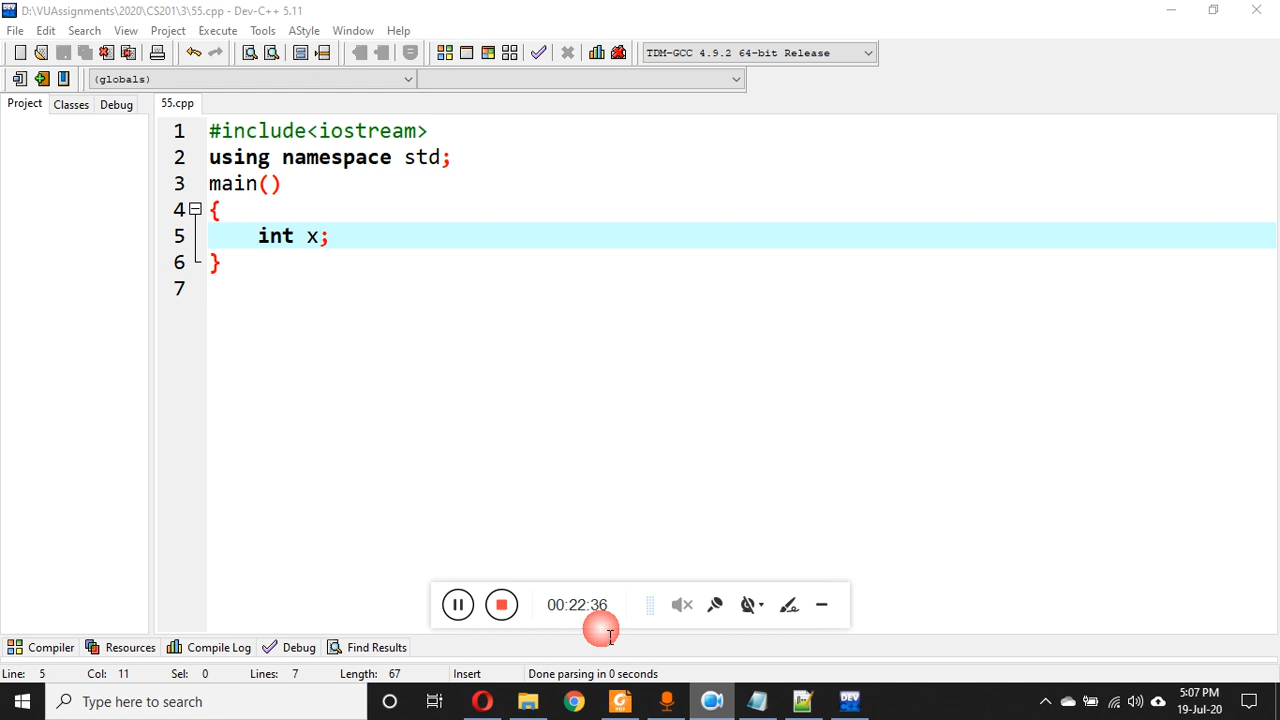 D:\VUAssignments\2020\CS201\3\55.cpp - Dev-C++ 5.11
File Edit Search View Project Execute Tools AStyle Window Help
TDM-GCC 4.9.2 64-bit Release
(globals)
Project Classes Debug 55.cpp
1 #include<iostream>
2 using namespace std;
3 main()
4 {
5 int x;
6 }
7
00:22:36
Compiler Resources Compile Log Debug Find Results
Line: 5 Col: 11 Sel: 0 Lines: 7 Length: 67 Insert Done parsing in 0 seconds
Type here to search
5:07 PM
19-Jul-20